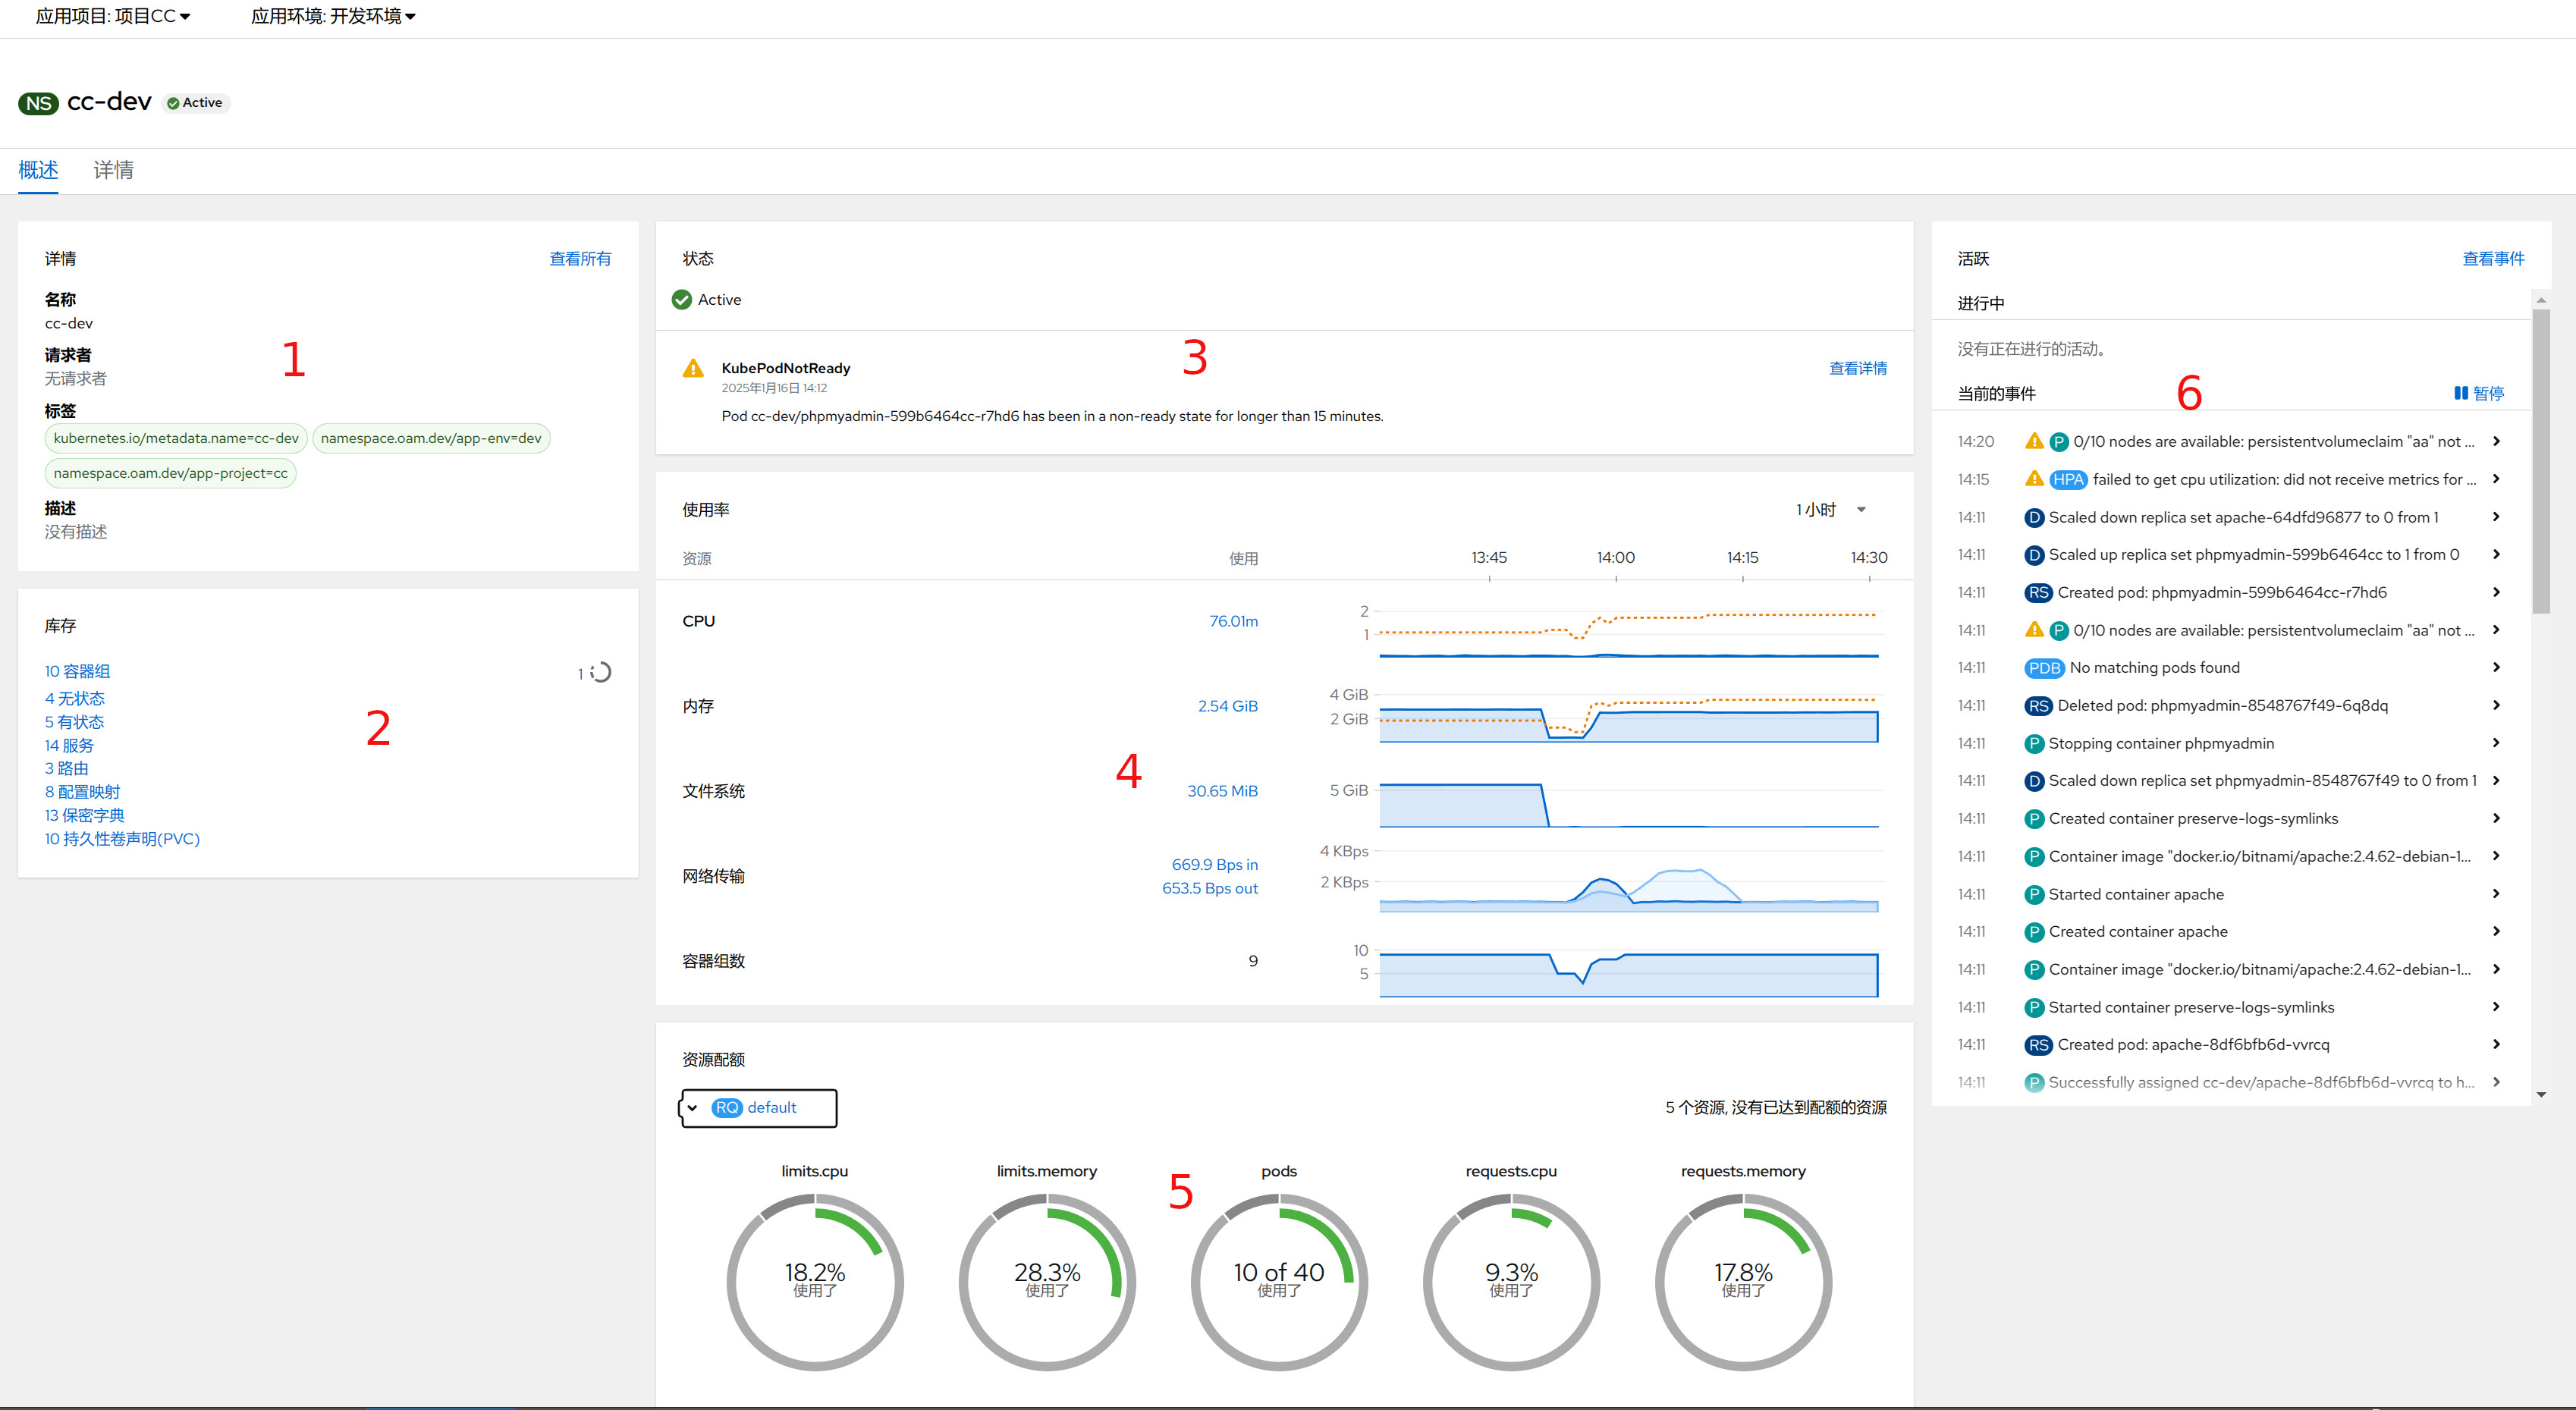 应用项目: 项目CC
应用环境: 开发环境
NS cc-dev Active
概述
详情
详情
查看所有
名称
cc-dev
请求者
无请求者
标签
kubernetes.io/metadata.name=cc-dev
namespace.oam.dev/app-env=dev
namespace.oam.dev/app-project=cc
描述
没有描述
1
库存
10 容器组
1
4 无状态
5 有状态
14 服务
3 路由
8 配置映射
13 保密字典
10 持久性卷声明(PVC)
2
状态
Active
3
KubePodNotReady
查看详情
2025年1月16日 14:12
Pod cc-dev/phpmyadmin-599b6464cc-r7hd6 has been in a non-ready state for longer than 15 minutes.
使用率
1 小时
资源
使用
13:45
14:00
14:15
14:30
CPU
76.01m
2
1
内存
2.54 GiB
4 GiB
2 GiB
4
文件系统
30.65 MiB
5 GiB
网络传输
669.9 Bps in
653.5 Bps out
4 KBps
2 KBps
容器组数
9
10
5
资源配额
RQ default
5 个资源, 没有已达到配额的资源
limits.cpu
18.2%
使用了
limits.memory
28.3%
使用了
5
pods
10 of 40
使用了
requests.cpu
9.3%
使用了
requests.memory
17.8%
使用了
活跃
查看事件
进行中
没有正在进行的活动。
6
当前的事件
暂停
14:20 P 0/10 nodes are available: persistentvolumeclaim "aa" not ...
14:15 HPA failed to get cpu utilization: did not receive metrics for ...
14:11 D Scaled down replica set apache-64dfd96877 to 0 from 1
14:11 D Scaled up replica set phpmyadmin-599b6464cc to 1 from 0
14:11 RS Created pod: phpmyadmin-599b6464cc-r7hd6
14:11 P 0/10 nodes are available: persistentvolumeclaim "aa" not ...
14:11 PDB No matching pods found
14:11 RS Deleted pod: phpmyadmin-8548767f49-6q8dq
14:11 P Stopping container phpmyadmin
14:11 D Scaled down replica set phpmyadmin-8548767f49 to 0 from 1
14:11 P Created container preserve-logs-symlinks
14:11 P Container image "docker.io/bitnami/apache:2.4.62-debian-1...
14:11 P Started container apache
14:11 P Created container apache
14:11 P Container image "docker.io/bitnami/apache:2.4.62-debian-1...
14:11 P Started container preserve-logs-symlinks
14:11 RS Created pod: apache-8df6bfb6d-vvrcq
14:11 P Successfully assigned cc-dev/apache-8df6bfb6d-vvrcq to h...